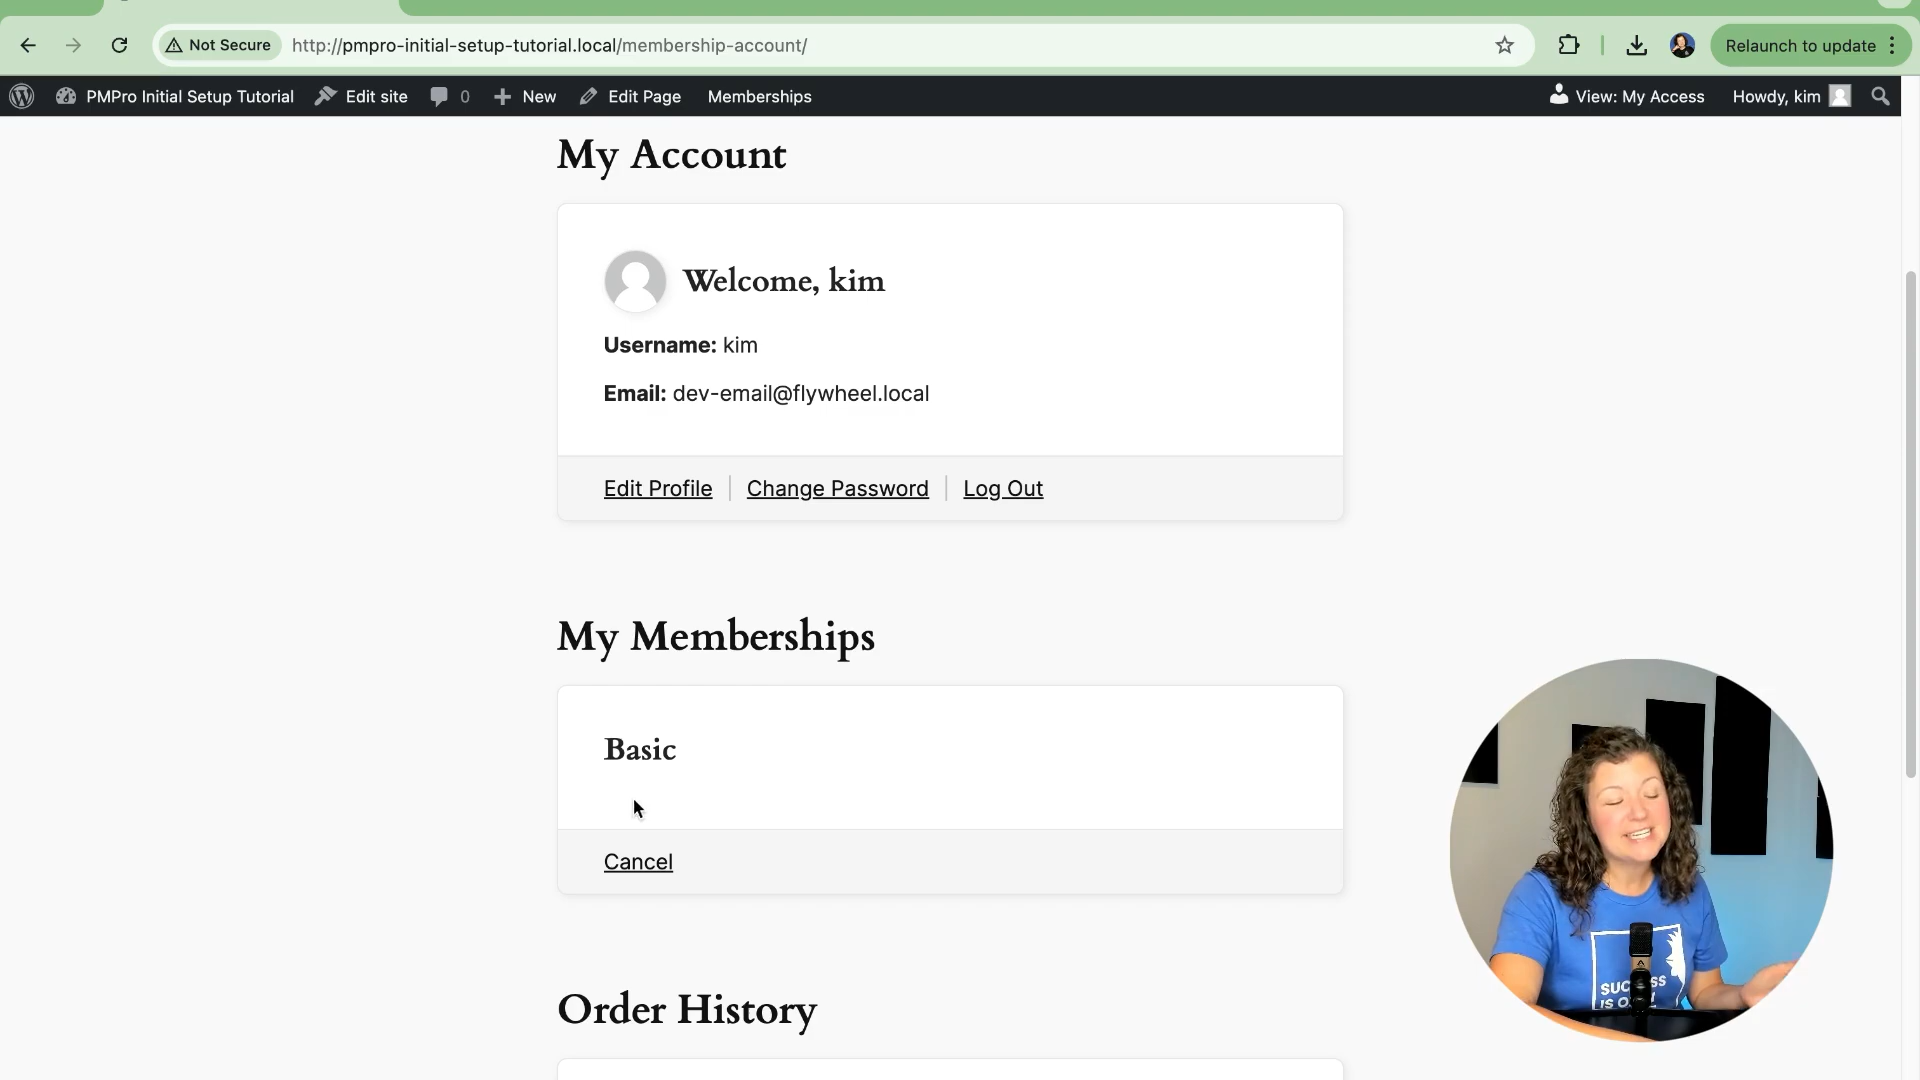 Not Secure http://pmpro-initial-setup-tutorial.local/membership-account/ Relaunch to update
PMPro Initial Setup Tutorial Edit site 0 New Edit Page Memberships View: My Access Howdy, kim
My Account
Welcome, kim
Username: kim
Email: dev-email@flywheel.local
Edit Profile Change Password Log Out
My Memberships
Basic
Cancel
Order History